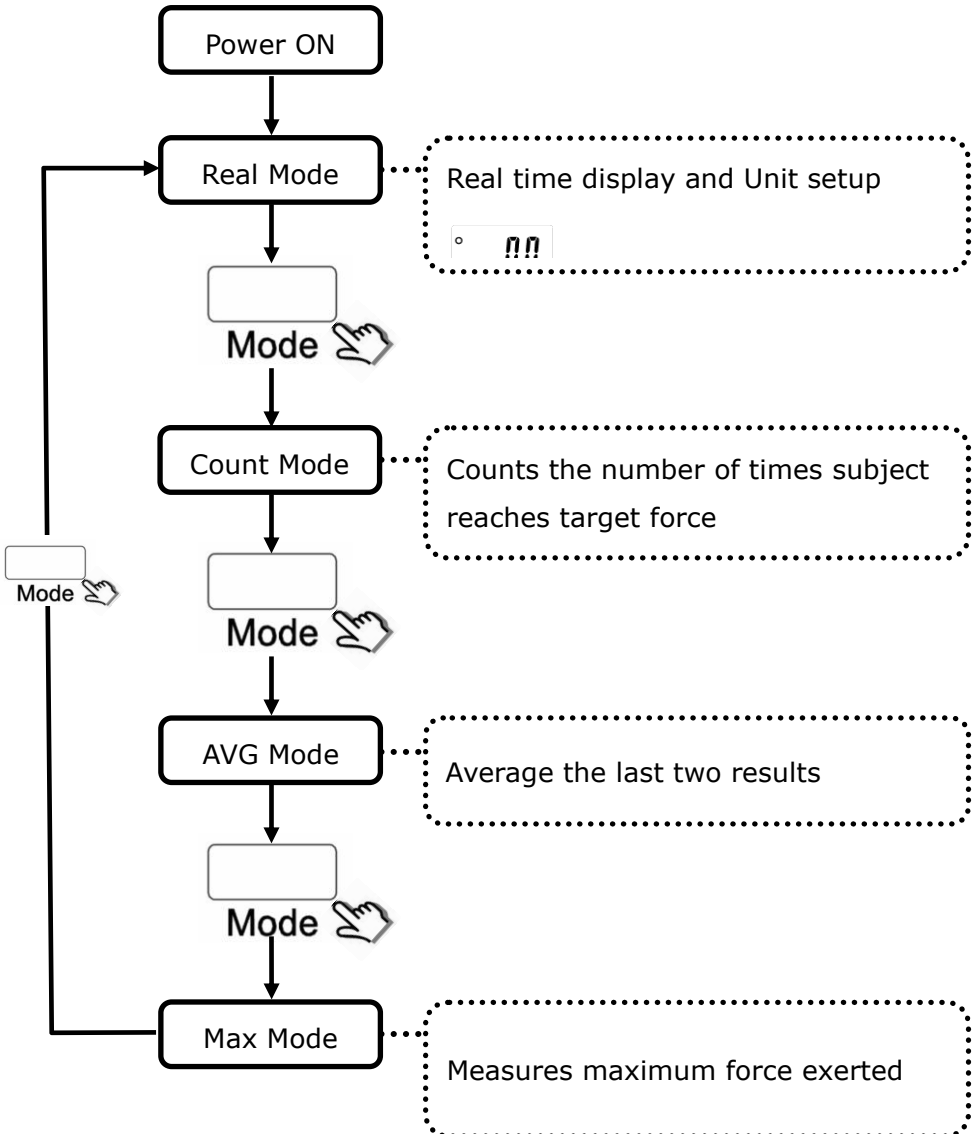 Power ON
Real Mode
Real time display and Unit setup
Mode
Count Mode
Counts the number of times subject
reaches target force
Mode
Mode
AVG Mode
Average the last two results
Mode
Max Mode
Measures maximum force exerted